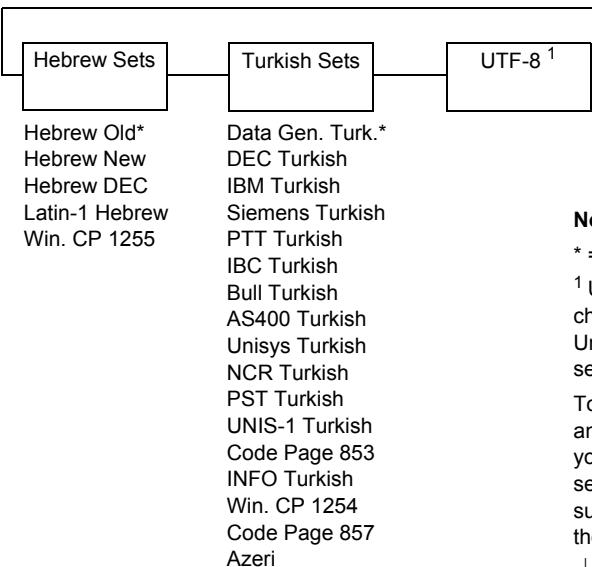 Hebrew Sets
Turkish Sets
UTF-8 1
Hebrew Old*
Hebrew New
Hebrew DEC
Latin-1 Hebrew
Win. CP 1255
Data Gen. Turk.*
DEC Turkish
IBM Turkish
Siemens Turkish
PTT Turkish
IBC Turkish
Bull Turkish
AS400 Turkish
Unisys Turkish
NCR Turkish
PST Turkish
UNIS-1 Turkish
Code Page 853
INFO Turkish
Win. CP 1254
Code Page 857
Azeri
* =
1
To